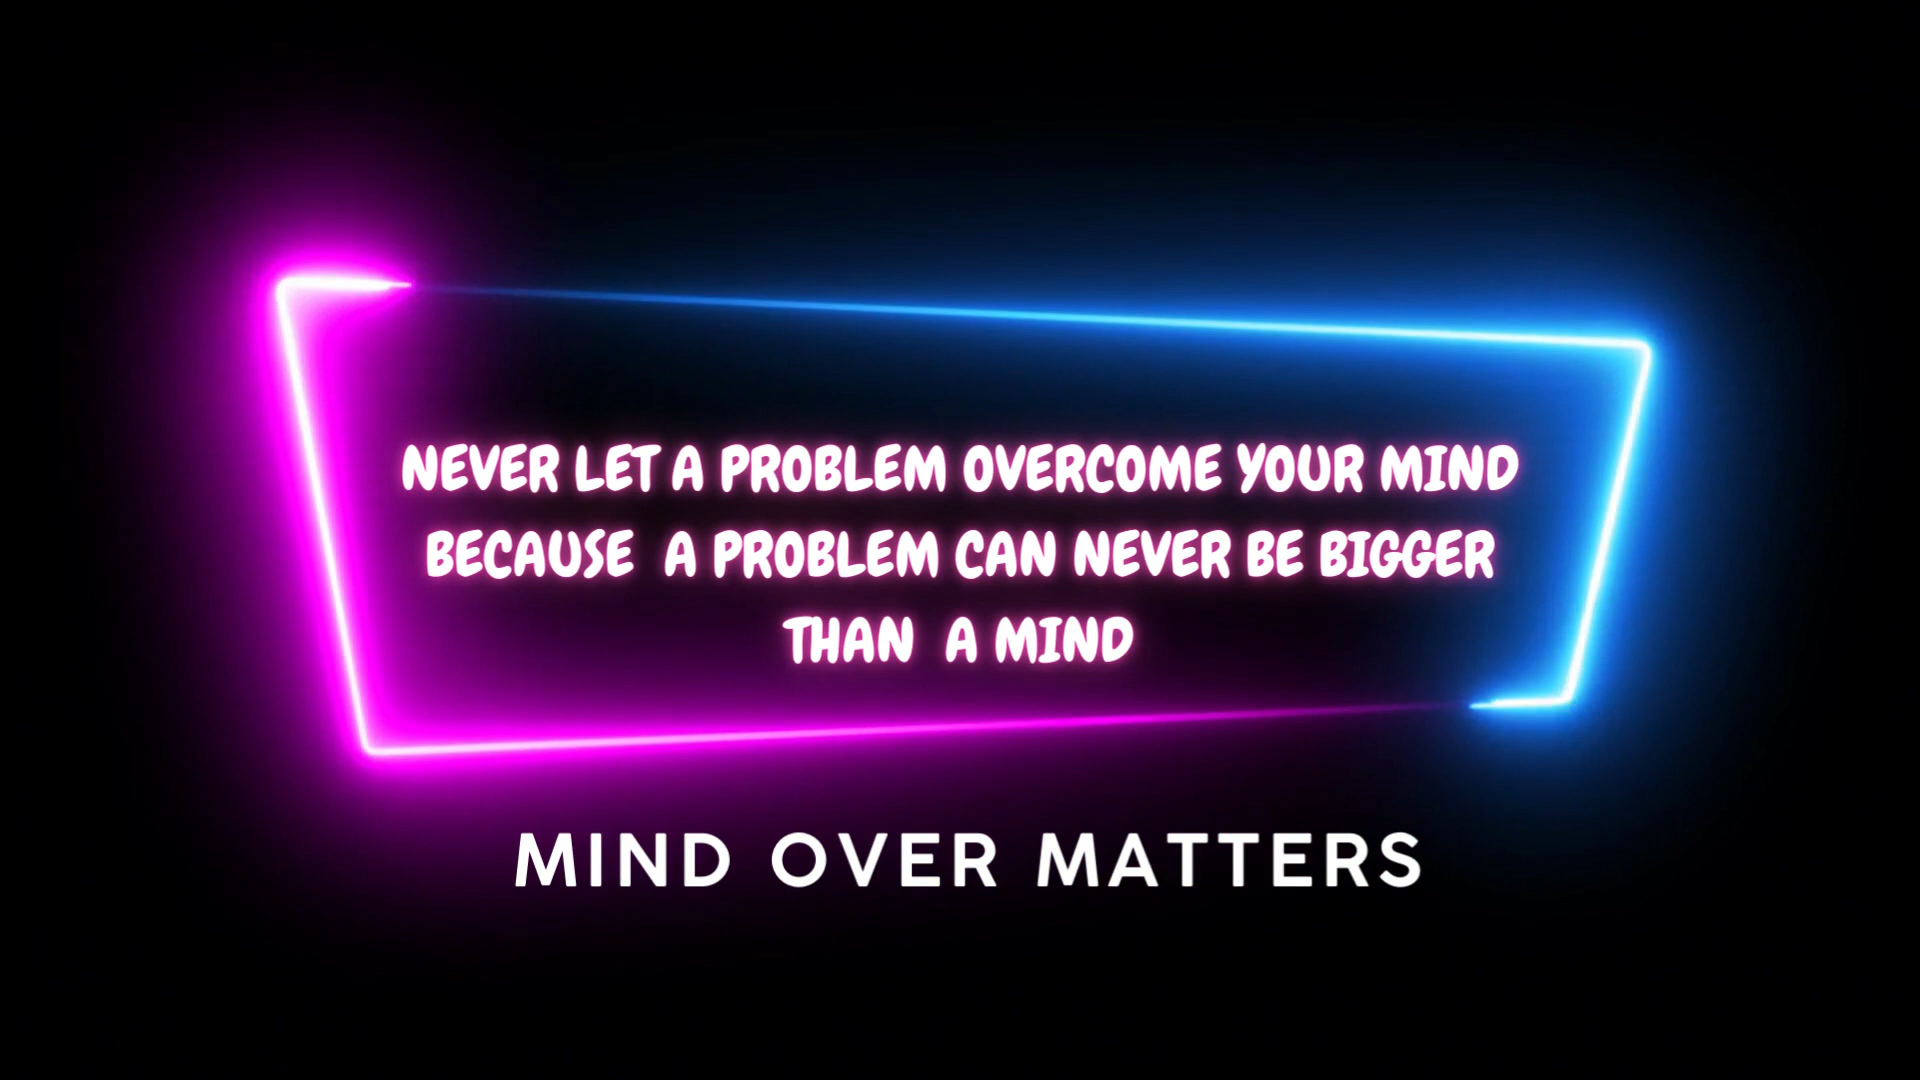 NEVER LET A PROBLEM OVERCOME YOUR MIND
BECAUSE A PROBLEM CAN NEVER BE BIGGER
THAN A MIND
MIND OVER MATTERS